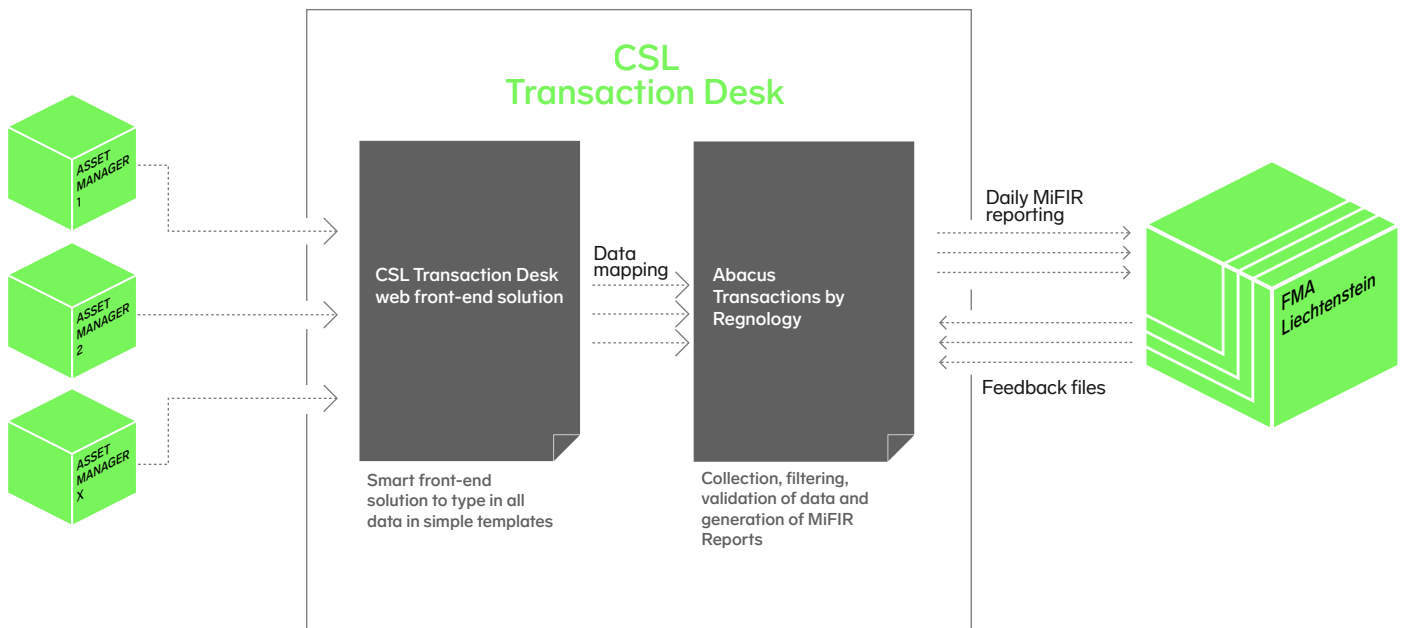 CSL
Transaction Desk
ASSET
MANAGER
1
ASSET
MANAGER
2
ASSET
MANAGER
X
CSL Transaction Desk
web front-end solution
Smart front-end
solution to type in all
data in simple templates
Data
mapping
Abacus
Transactions by
Regnology
Collection, filtering,
validation of data and
generation of MiFIR
Reports
Daily MiFIR
reporting
Feedback files
FMA
Liechtenstein